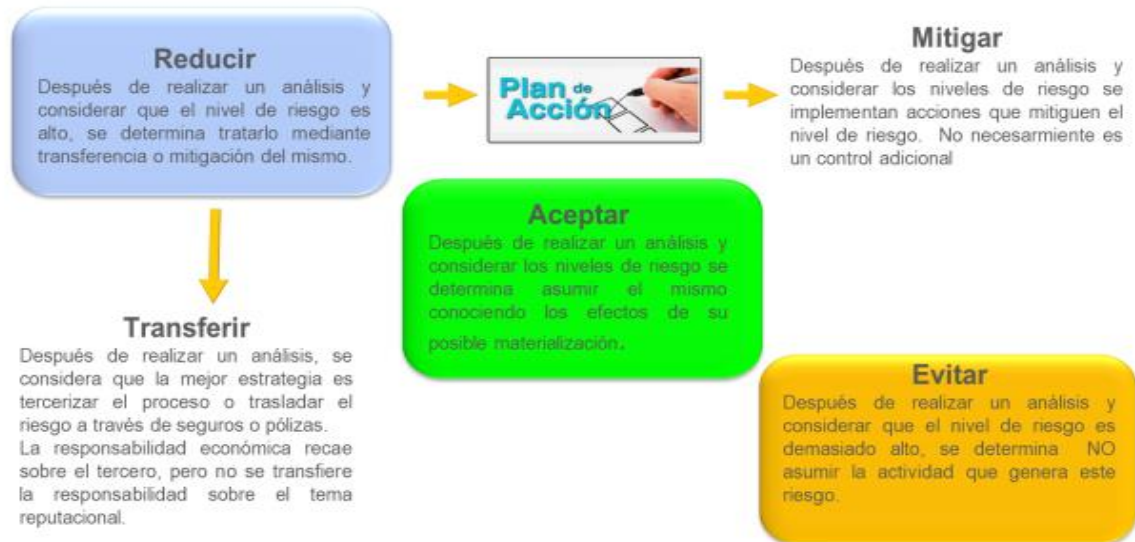 Reducir
Después de realizar un análisis y
considerar que el nivel de riesgo es
alto, se determina tratarlo mediante
transferencia o mitigación del mismo.
Plan de
Acción
Mitigar
Después de realizar un análisis y
considerar los niveles de riesgo se
implementan acciones que mitiguen el
nivel de riesgo. No necesarmiente es
un control adicional
Aceptar
Después de realizar un análisis y
considerar los niveles de riesgo se
determina asumir el mismo
conociendo los efectos de su
posible materialización.
Transferir
Después de realizar un análisis, se
considera que la mejor estrategia es
tercerizar el proceso o trasladar el
riesgo a través de seguros o pólizas.
La responsabilidad económica recae
sobre el tercero, pero no se transfiere
la responsabilidad sobre el tema
reputacional.
Evitar
Después de realizar un análisis y
considerar que el nivel de riesgo es
demasiado alto, se determina NO
asumir la actividad que genera este
riesgo.